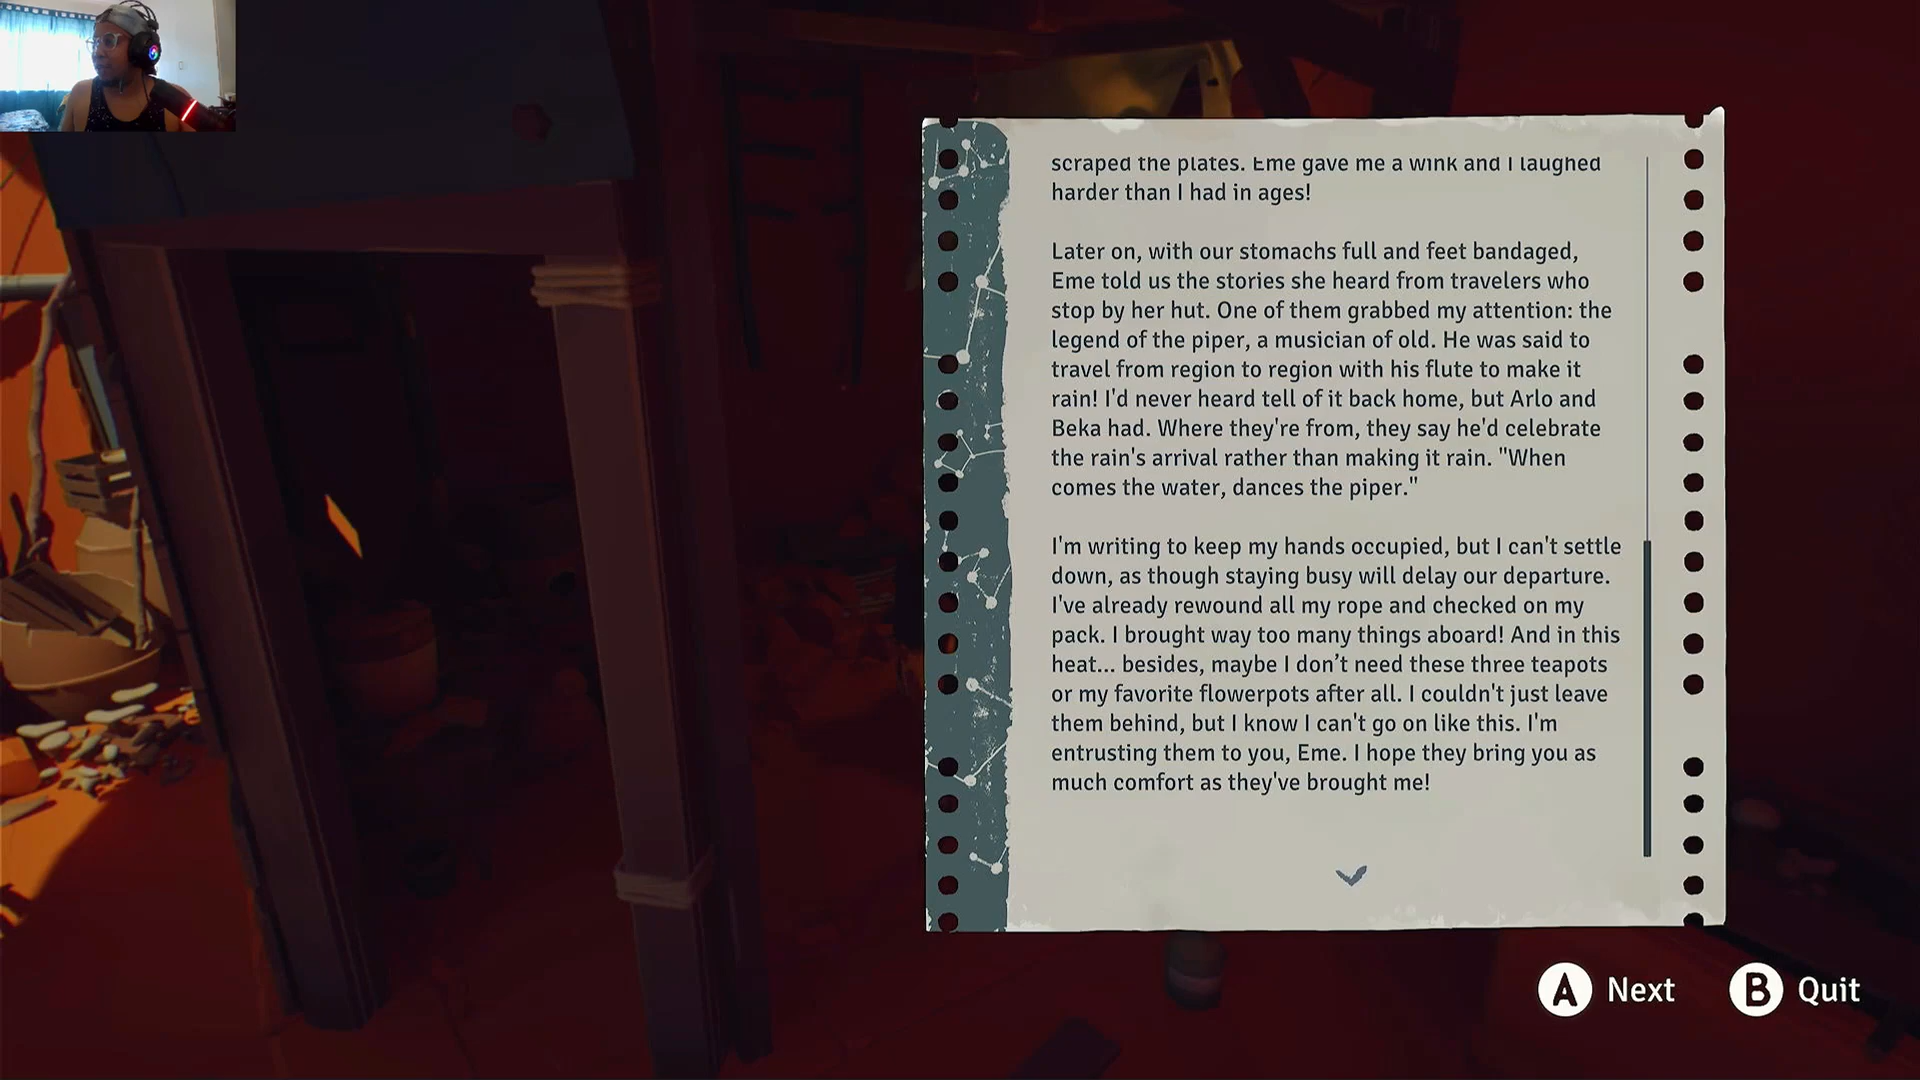 scraped the plates. Eme gave me a wink and I laughed
harder than I had in ages!
Later on, with our stomachs full and feet bandaged,
Eme told us the stories she heard from travelers who
stop by her hut. One of them grabbed my attention: the
legend of the piper, a musician of old. He was said to
travel from region to region with his flute to make it
rain! I'd never heard tell of it back home, but Arlo and
Beka had. Where they're from, they say he'd celebrate
the rain's arrival rather than making it rain. "When
comes the water, dances the piper."
I'm writing to keep my hands occupied, but I can't settle
down, as though staying busy will delay our departure.
I've already rewound all my rope and checked on my
pack. I brought way too many things aboard! And in this
heat... besides, maybe I don’t need these three teapots
or my favorite flowerpots after all. I couldn't just leave
them behind, but I know I can't go on like this. I'm
entrusting them to you, Eme. I hope they bring you as
much comfort as they've brought me!
A Next B Quit